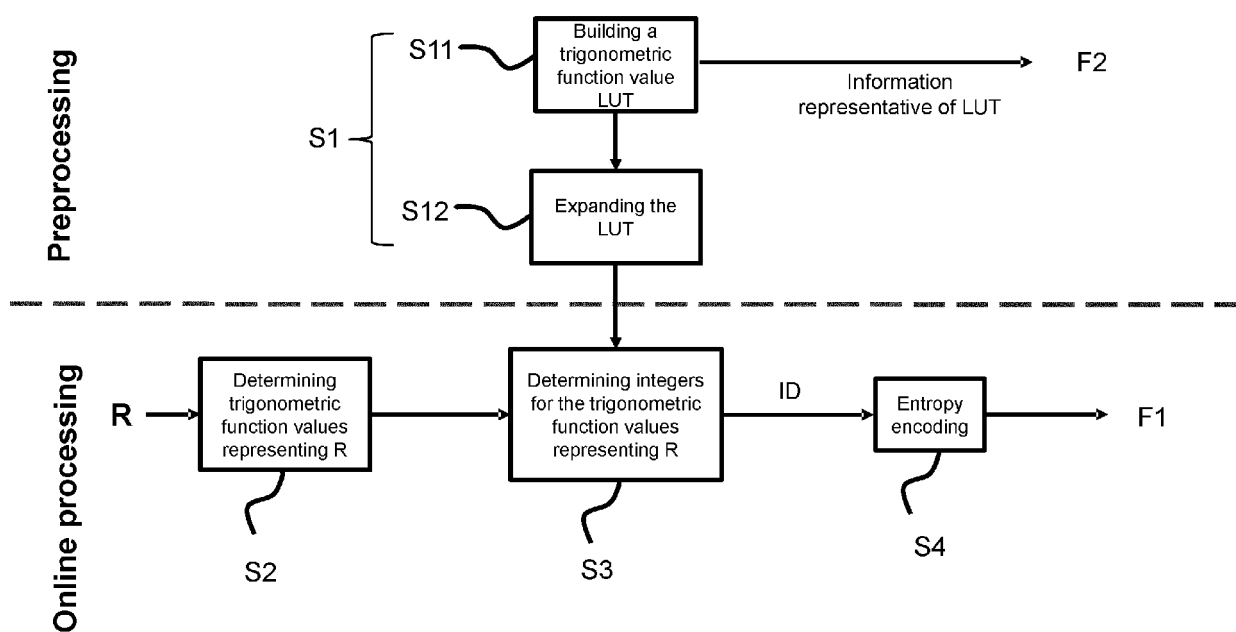 Preprocessing
S1
S11
Building a
trigonometric
function value
LUT
Information
representative of LUT
F2
S12
Expanding the
LUT
Online processing
R
Determining
trigonometric
function values
representing R
S2
Determining integers
for the trigonometric
function values
representing R
S3
ID
Entropy
encoding
S4
F1